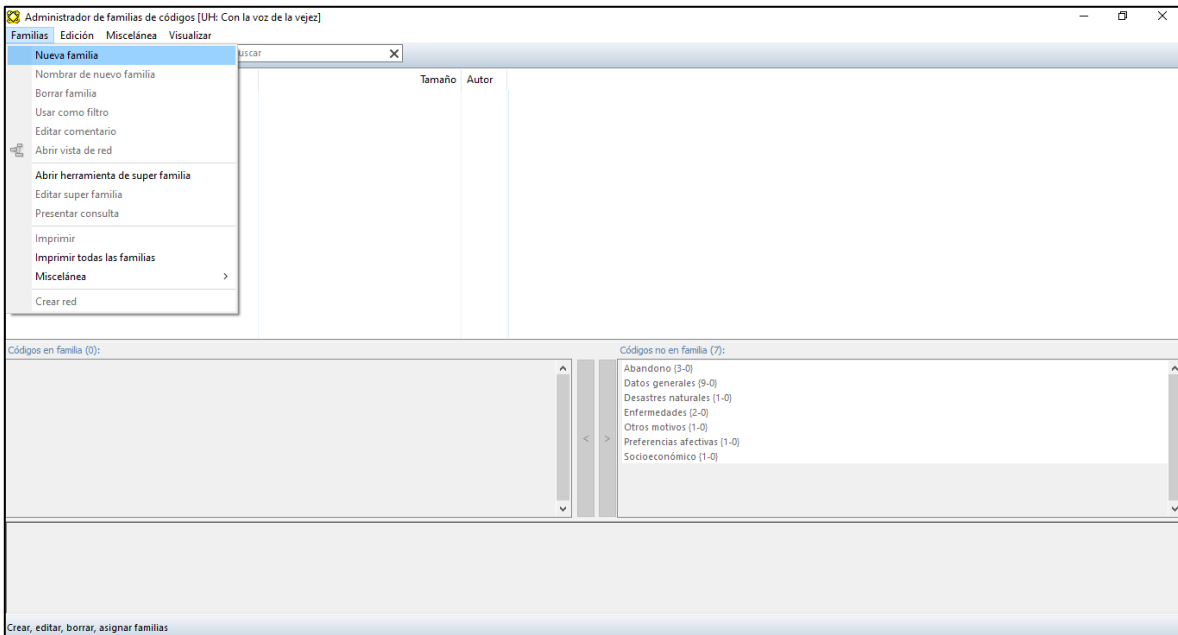 Administrador de familias de códigos [UH: Con la voz de la vejez]
Familias Edición Miscelánea Visualizar
Nueva familia
Nombrar de nuevo familia
Borrar familia
Usar como filtro
Editar comentario
Abrir vista de red
Abrir herramienta de super familia
Editar super familia
Presentar consulta
Imprimir
Imprimir todas las familias
Miscelánea
Crear red
uscar
Tamaño Autor
Códigos en familia (0):
Códigos no en familia (7):
Abandono {3-0}
Datos generales {9-0}
Desastres naturales {1-0}
Enfermedades {2-0}
Otros motivos {1-0}
Preferencias afectivas {1-0}
Socioeconómico {1-0}
< >
Crear, editar, borrar, asignar familias